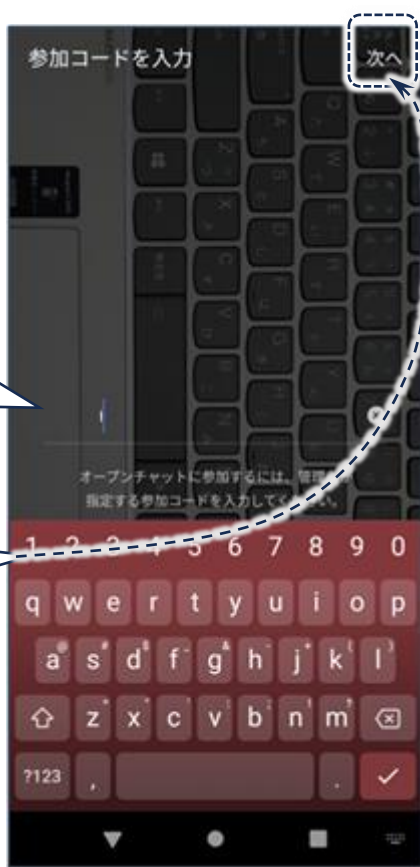 参加コードを入力
次へ
オープンチャットに参加するには、管理
指定する参加コードを入力してください。
1 2 3 4 5 6 7 8 9 0
q w e r t y u i o p
a s d f g h j k l
z x c v b n m
?123 , .